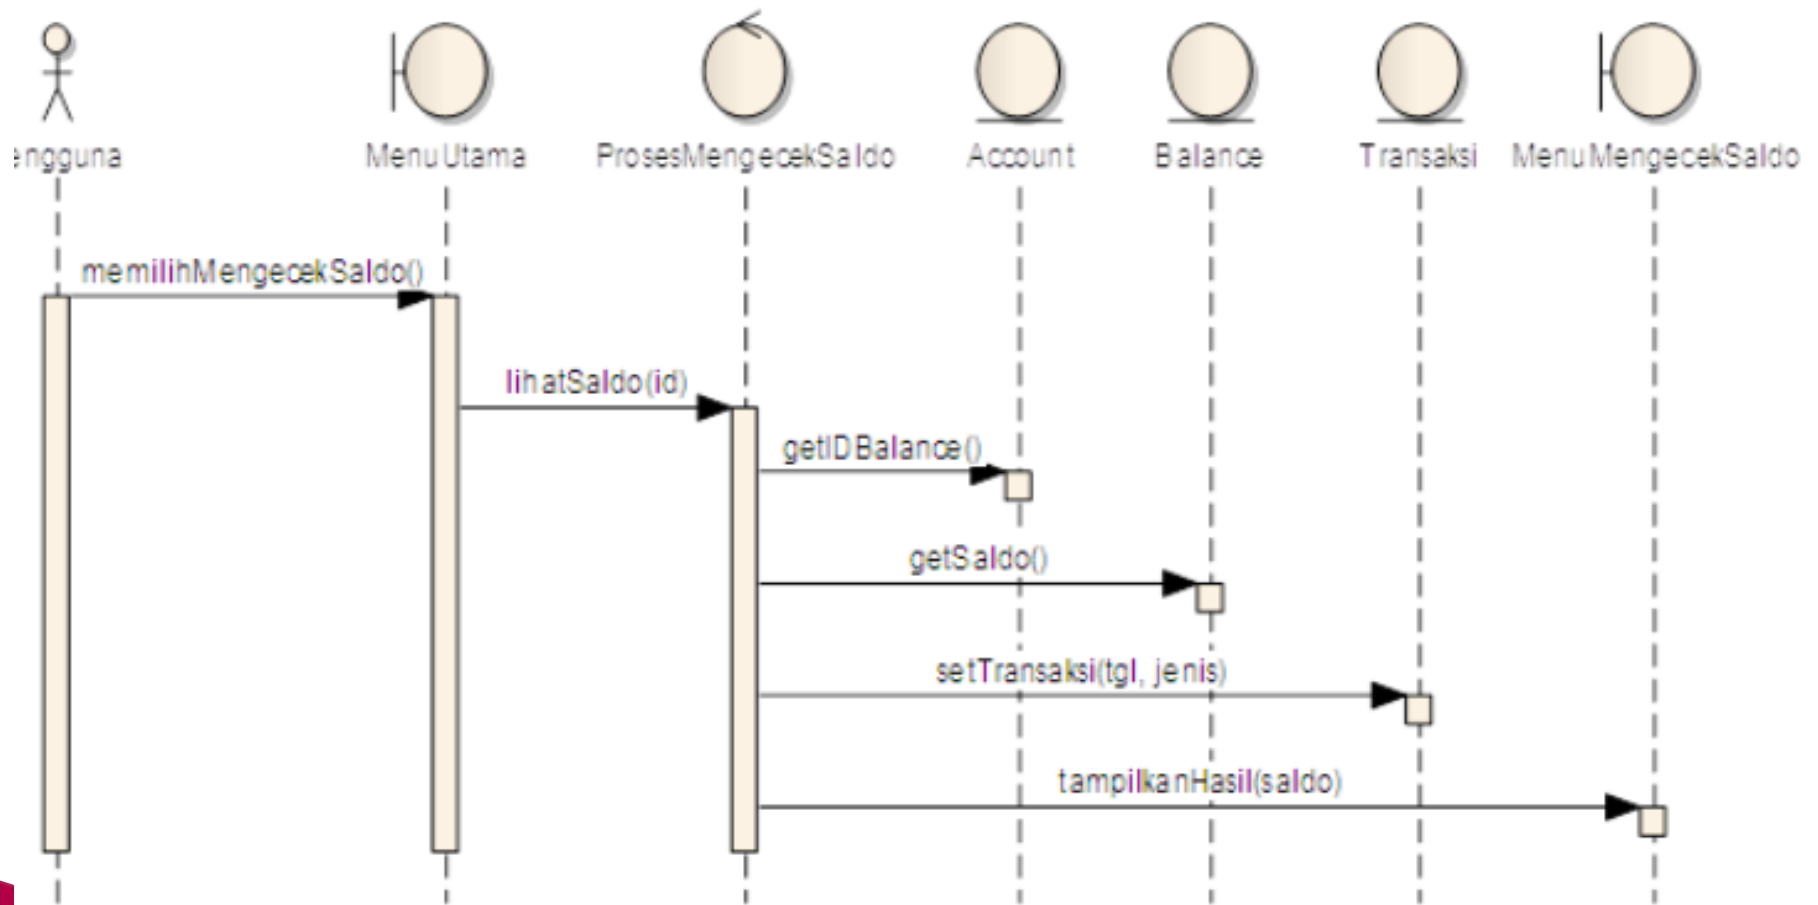 engguna
MenuUtama
ProsesMengecekSaldo
Account
Balance
Transaksi
MenuMengecekSaldo
memilihMengecekSaldo()
lihatSaldo(id)
getIDBalance()
getSaldo()
setTransaksi(tgl, jenis)
tampilkanHasil(saldo)